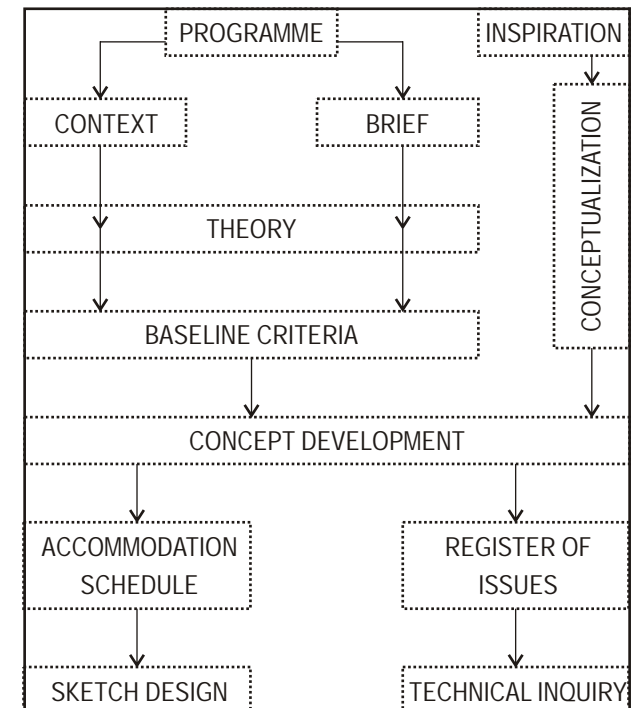 PROGRAMME
INSPIRATION
CONTEXT
BRIEF
CONCEPTUALIZATION
THEORY
BASELINE CRITERIA
CONCEPT DEVELOPMENT
ACCOMMODATION
SCHEDULE
REGISTER OF
ISSUES
SKETCH DESIGN
TECHNICAL INQUIRY